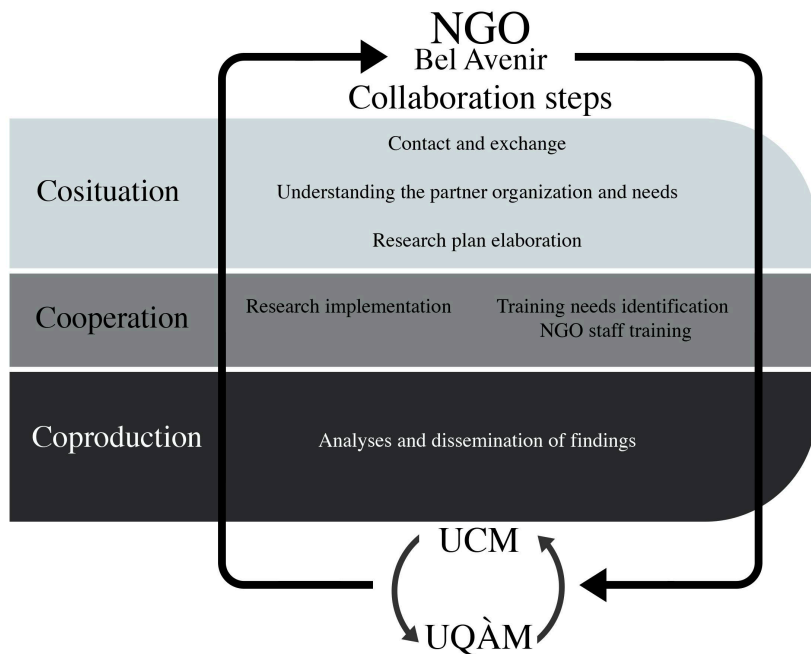 NGO
Bel Avenir
Collaboration steps
Cosituation
Contact and exchange
Understanding the partner organization and needs
Research plan elaboration
Cooperation
Research implementation
Training needs identification
NGO staff training
Coproduction
Analyses and dissemination of findings
UCM
UQÀM